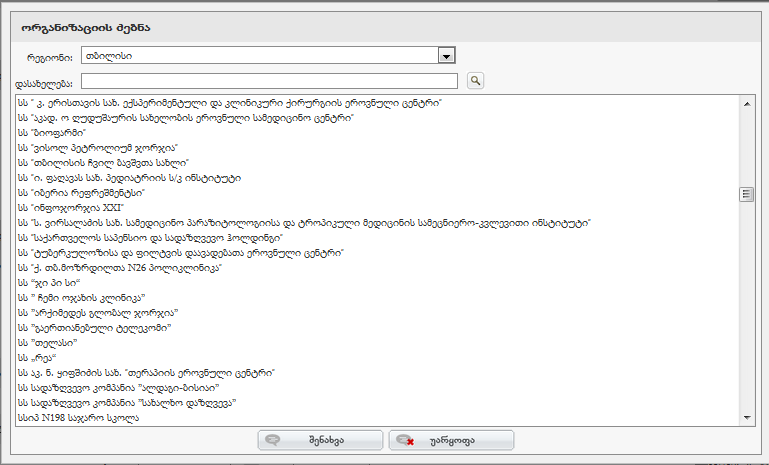 ორგანიზაციის ძებნა
რეგიონი: თბილისი
დასახელება:
სს " კ. ერისთავის სახ. ექსპერიმენტული და კლინიკური ქირურგიის ეროვნული ცენტრი"
სს "აკად. ო ღუდუშაურის სახელობის ეროვნული სამედიცინო ცენტრი"
სს "ბიოფარმი"
სს "ვისოლ პეტროლიუმ ჯორჯია"
სს "თბილისის ჩვილ ბავშვთა სახლი"
სს "ი. ფაღავას სახ. პედიატრიის ს/კ ინსტიტუტი
სს "იბერია რეფრეშმენტსი"
სს "ინფოჯორჯია XXI"
სს "ს. ვირსალაძის სახ. სამედიცინო პარაზიტოლოგიისა და ტროპიკული მედიცინის სამეცნიერო-კვლევითი ინსტიტუტი"
სს "საქართველოს საპენსიო და სადაზღვევო ჰოლდინგი"
სს "ტუბერკულოზისა და ფილტვის დაავადებათა ეროვნული ცენტრი"
სს "ქ. თბ.მოზრდილთა N26 პოლიკლინიკა"
სს “ჯი პი სი“
სს ” ჩემი ოჯახის კლინიკა”
სს ”არქიმედეს გლობალ ჯორჯია”
სს ”გაერთიანებული ტელეკომი”
სს ”თელასი”
სს „რეა“
სს აკ. ნ. ყიფშიძის სახ. "თერაპიის ეროვნული ცენტრი"
სს სადაზღვევო კომპანია ”ალდაგი-ბისიაი”
სს სადაზღვევო კომპანია ”სახალხო დაზღვევა”
სსიპ N198 საჯარო სკოლა
შენახვა
უარყოფა